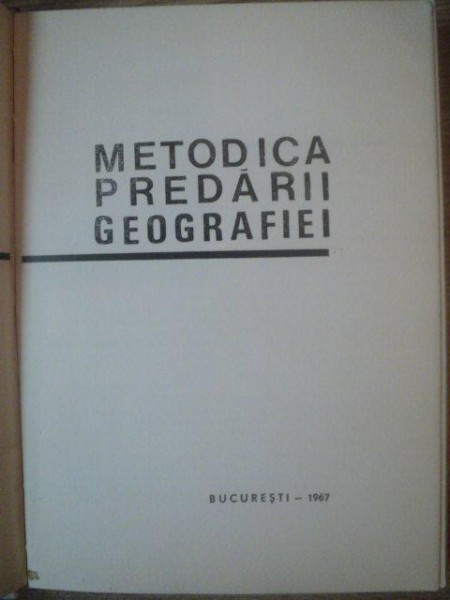 METODICA
PREDĂRII
GEOGRAFIEI
BUCUREȘTI – 1967